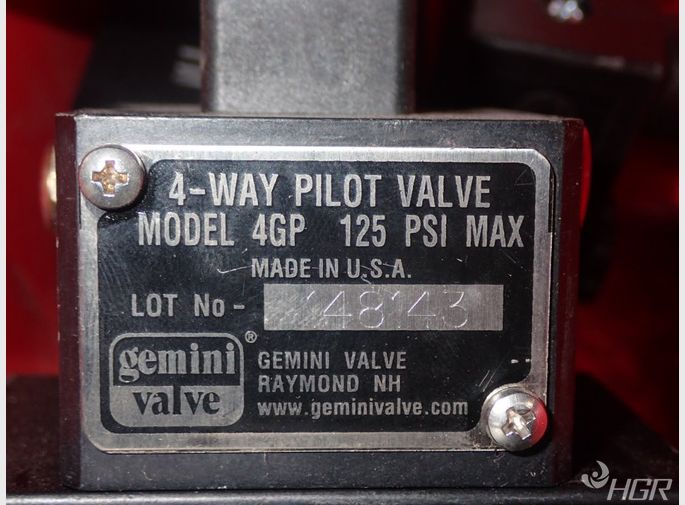 4-WAY PILOT VALVE
MODEL 4GP 125 PSI MAX
MADE IN U.S.A.
LOT No - 148143
gemini®
valve
GEMINI VALVE
RAYMOND NH
www.geminivalve.com
HGR